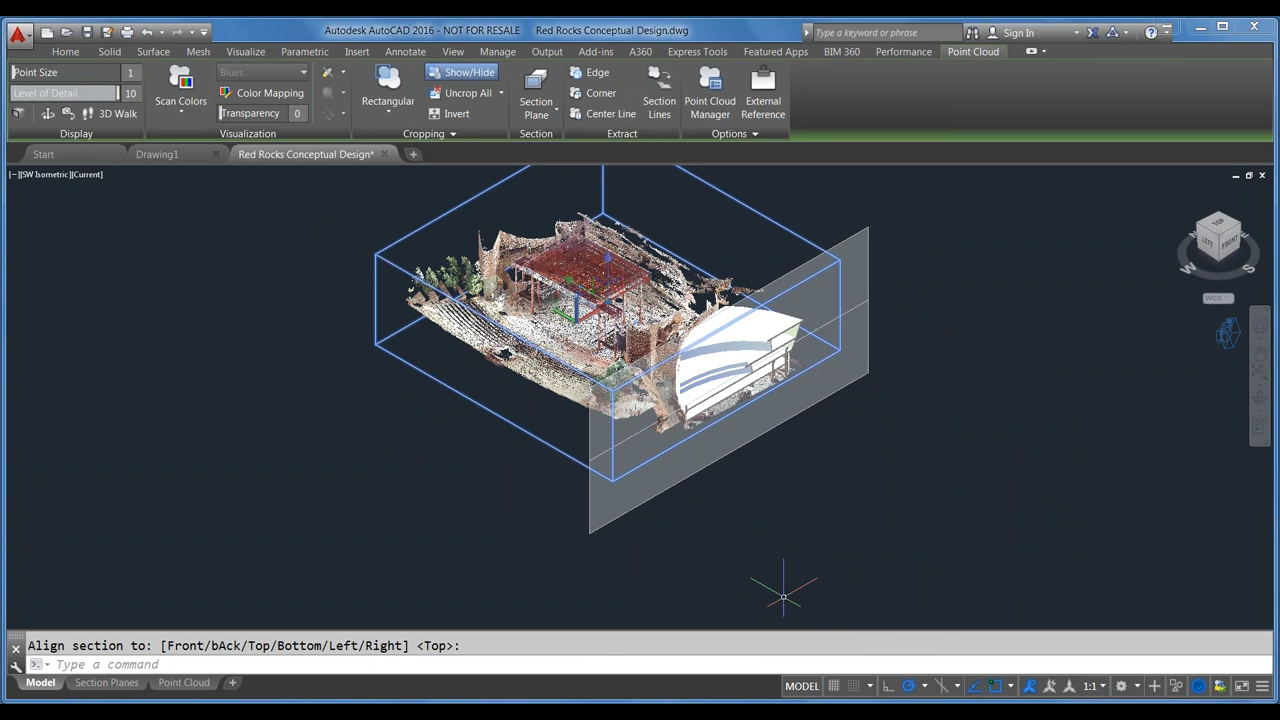 Autodesk AutoCAD 2016 - NOT FOR RESALE Red Rocks Conceptual Design.dwg
Type a keyword or phrase
Sign In
Home Solid Surface Mesh Visualize Parametric Insert Annotate View Manage Output Add-ins A360 Express Tools Featured Apps BIM 360 Performance Point Cloud
Point Size 1
Level of Detail 10
3D Walk
Display
Scan Colors
Blues
Color Mapping
Transparency 0
Visualization
Rectangular
Show/Hide
Uncrop All
Invert
Cropping
Section Plane
Section
Edge
Corner
Center Line
Section Lines
Extract
Point Cloud Manager
External Reference
Options
Start Drawing1 Red Rocks Conceptual Design*
[−][SW Isometric][Current]
TOP
LEFT FRONT
W S
WCS
Align section to: [Front/bAck/Top/Bottom/Left/Right] <Top>:
Type a command
Model Section Planes Point Cloud
MODEL 1:1